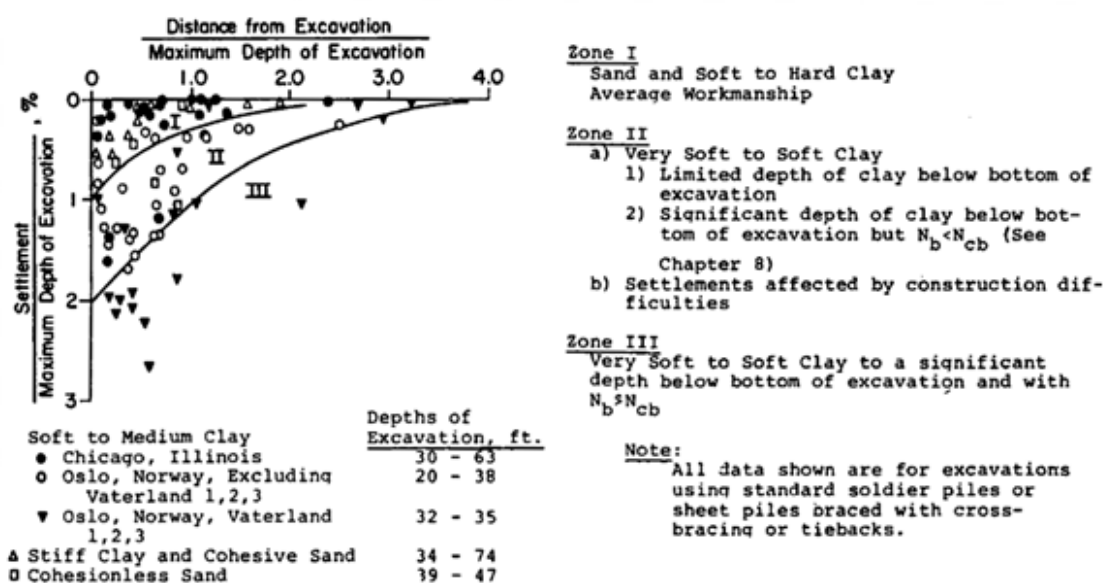 Distance from Excavation
Maximum Depth of Excavation
0 1.0 2.0 3.0 4.0
0
1
2
3
Settlement , %
Maximum Depth of Excavation
I
II
III
Soft to Medium Clay
Depths of
Excavation, ft.
● Chicago, Illinois 30 - 63
o Oslo, Norway, Excluding 20 - 38
Vaterland 1,2,3
▼ Oslo, Norway, Vaterland 32 - 35
1,2,3
△ Stiff Clay and Cohesive Sand 34 - 74
□ Cohesionless Sand 39 - 47
Zone I
Sand and Soft to Hard Clay
Average Workmanship
Zone II
a) Very Soft to Soft Clay
1) Limited depth of clay below bottom of
excavation
2) Significant depth of clay below bot-
tom of excavation but Nb<Ncb (See
Chapter 8)
b) Settlements affected by construction dif-
ficulties
Zone III
Very Soft to Soft Clay to a significant
depth below bottom of excavation and with
Nb≤Ncb
Note:
All data shown are for excavations
using standard soldier piles or
sheet piles braced with cross-
bracing or tiebacks.